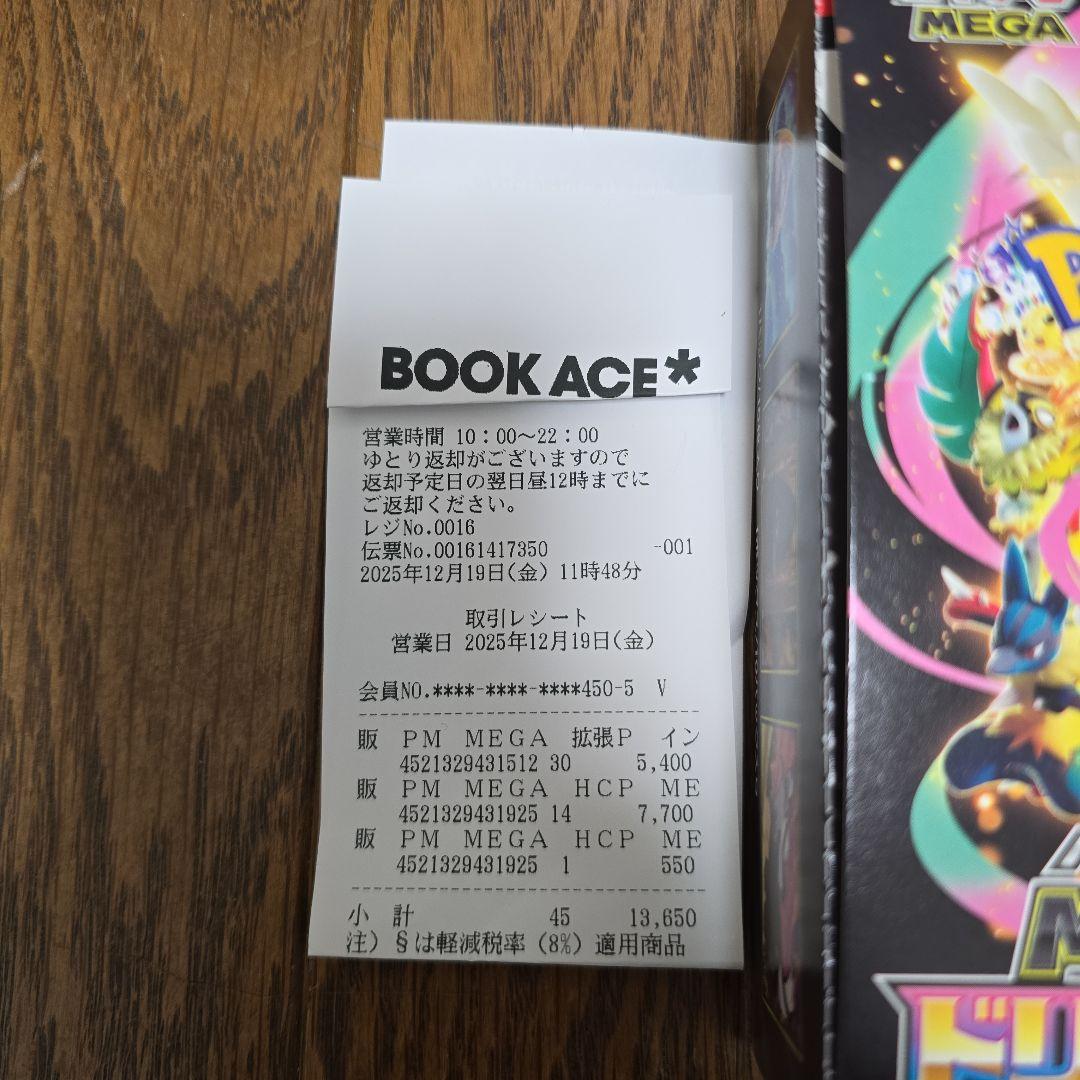 BOOK ACE*
営業時間 10:00~22:00
ゆとり返却がございますので
返却予定日の翌日昼12時までに
ご返却ください。
レジNo.0016
伝票No.00161417350 -001
2025年12月19日(金) 11時48分
取引レシート
営業日 2025年12月19日(金)
会員NO.****-****-****450-5 V
販 PM MEGA 拡張P イン
4521329431512 30 5,400
販 PM MEGA HCP ME
4521329431925 14 7,700
販 PM MEGA HCP ME
4521329431925 1 550
小計 45 13,650
注) §は軽減税率(8%)適用商品
MEGA